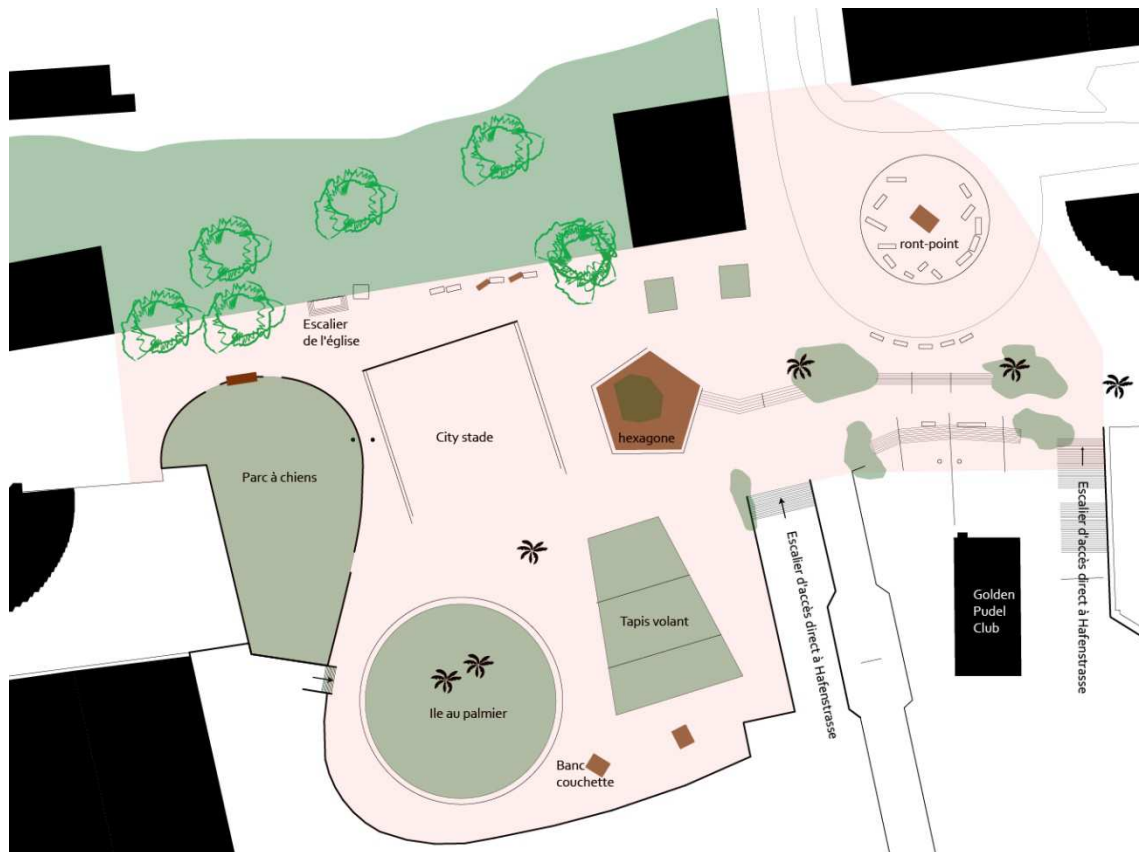 ront-point
Escalier
de l'église
City stade
hexagone
Parc à chiens
Escalier d'accès direct à Hafenstrasse
Escalier d'accès direct à Hafenstrasse
Golden
Pudel
Club
Tapis volant
Ile au palmier
Banc
couchette